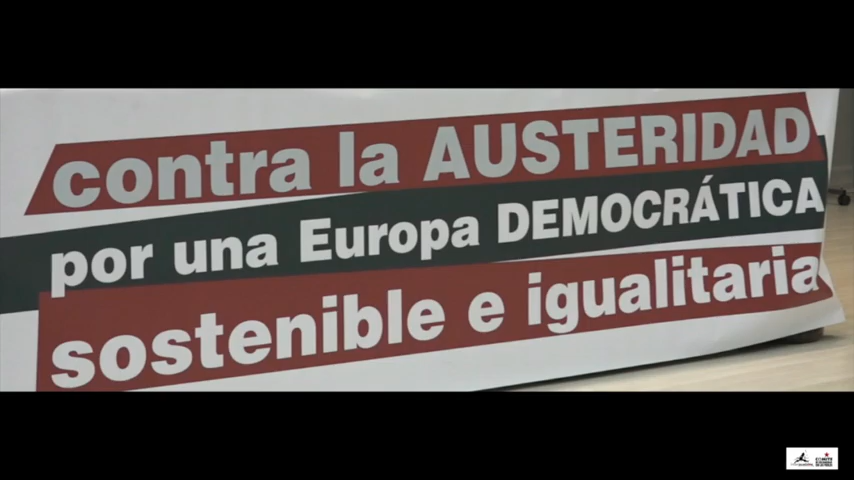 contra la AUSTERIDAD
por una Europa DEMOCRÁTICA
sostenible e igualitaria